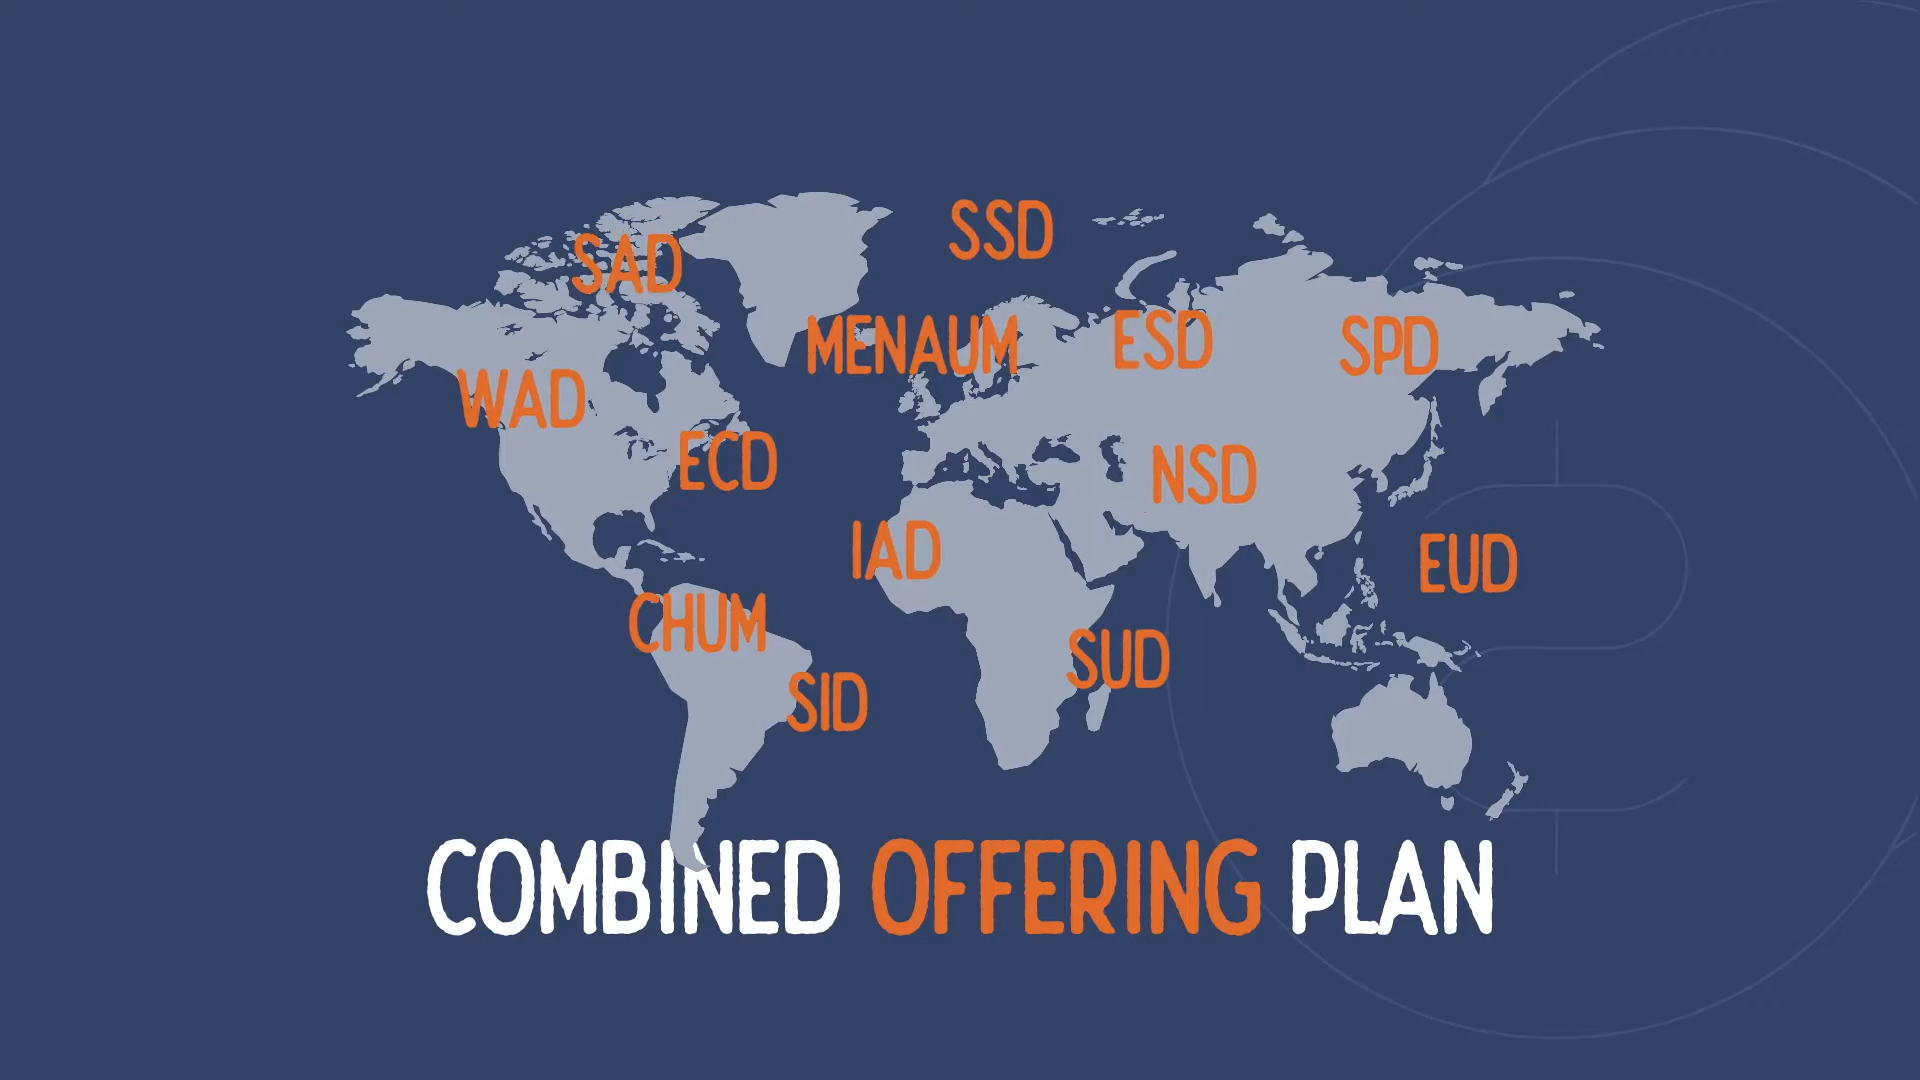 SSD
SAD
MENAUM
ESD
SPD
WAD
ECD
NSD
IAD
EUD
CHUM
SUD
SID
COMBINED OFFERING PLAN